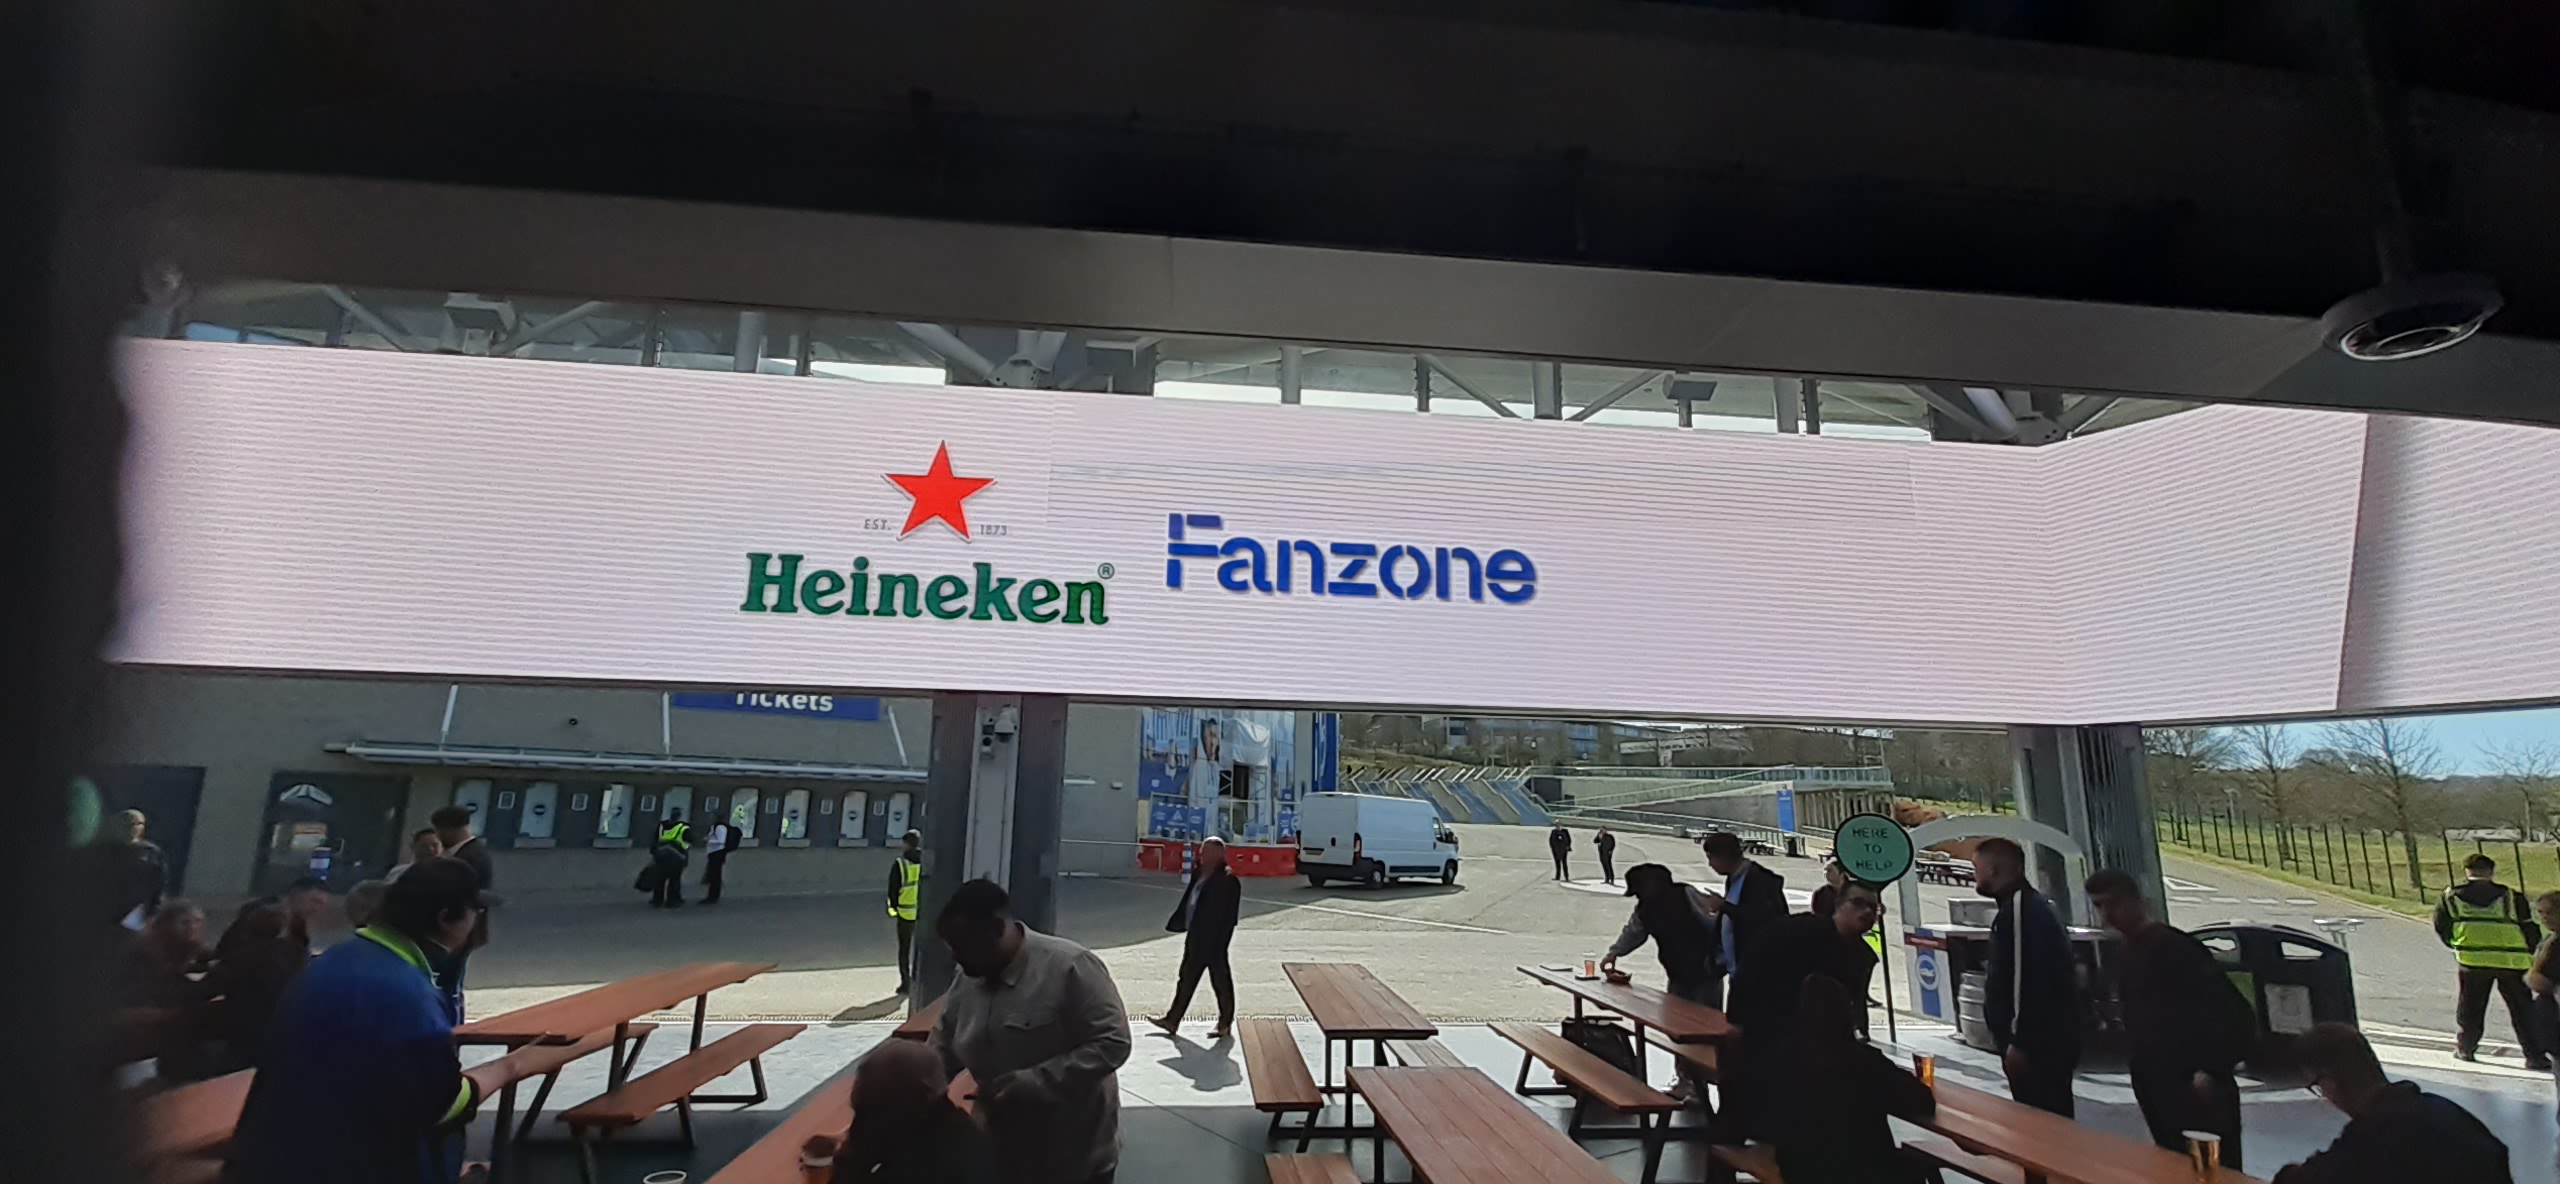 EST. 1873
Heineken®
Fanzone
Tickets
HERE
TO
HELP